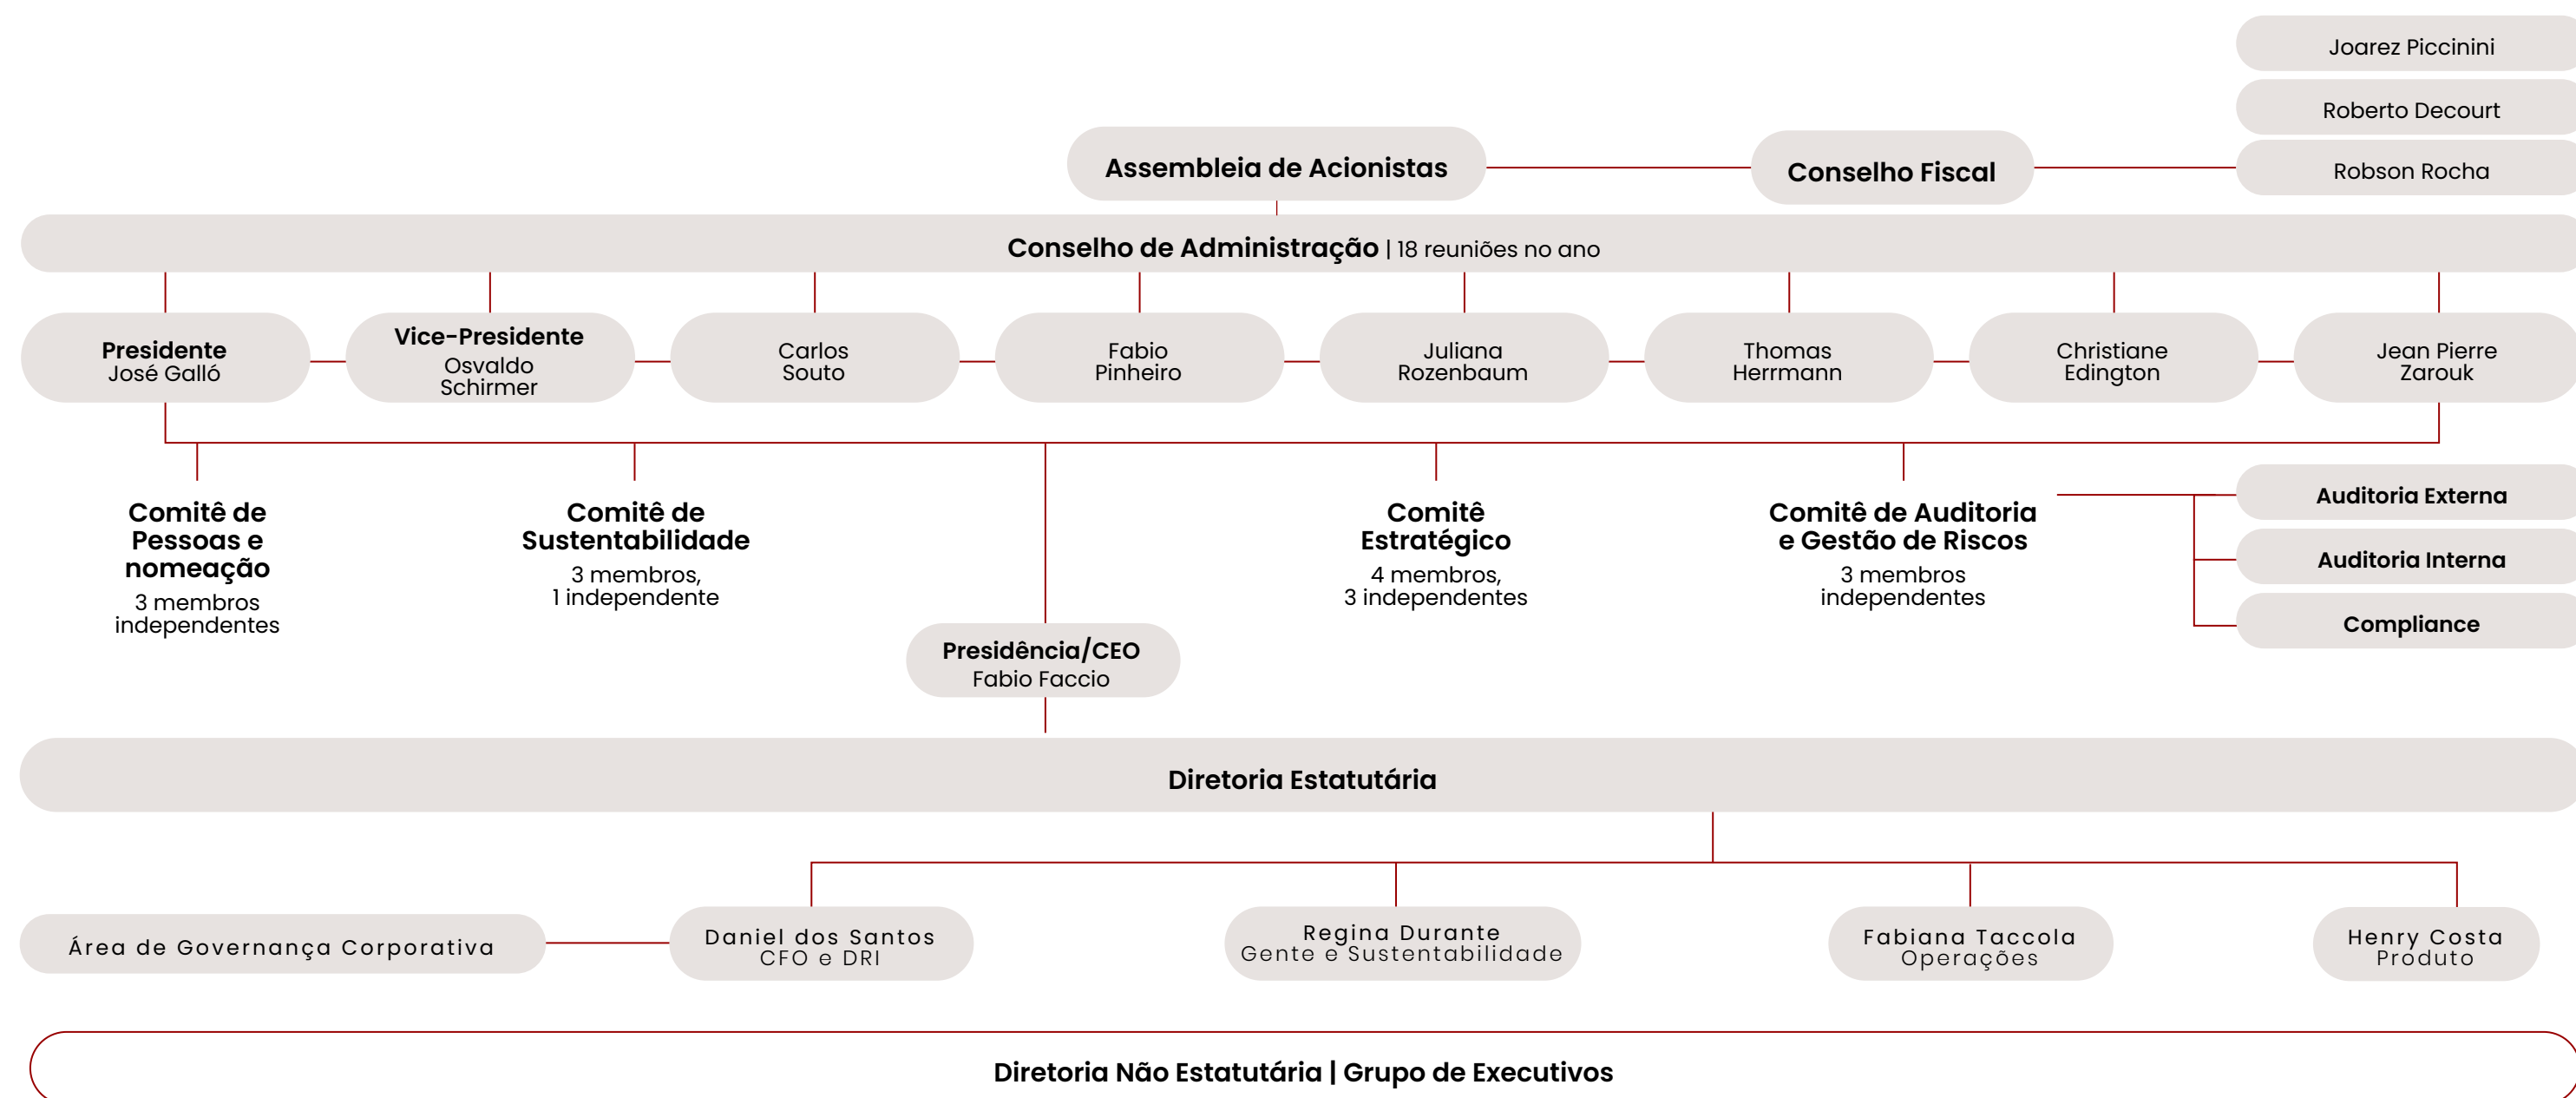 Joarez Piccinini
Roberto Decourt
Assembleia de Acionistas
Conselho Fiscal
Robson Rocha
Conselho de Administração | 18 reuniões no ano
Presidente
José Galló
Vice-Presidente
Osvaldo
Schirmer
Carlos
Souto
Fabio
Pinheiro
Juliana
Rozenbaum
Thomas
Herrmann
Christiane
Edington
Jean Pierre
Zarouk
Comitê de
Pessoas e
nomeação
3 membros
independentes
Comitê de
Sustentabilidade
3 membros,
1 independente
Comitê
Estratégico
4 membros,
3 independentes
Comitê de Auditoria
e Gestão de Riscos
3 membros
independentes
Auditoria Externa
Auditoria Interna
Compliance
Presidência/CEO
Fabio Faccio
Diretoria Estatutária
Área de Governança Corporativa
Daniel dos Santos
CFO e DRI
Regina Durante
Gente e Sustentabilidade
Fabiana Taccola
Operações
Henry Costa
Produto
Diretoria Não Estatutária | Grupo de Executivos